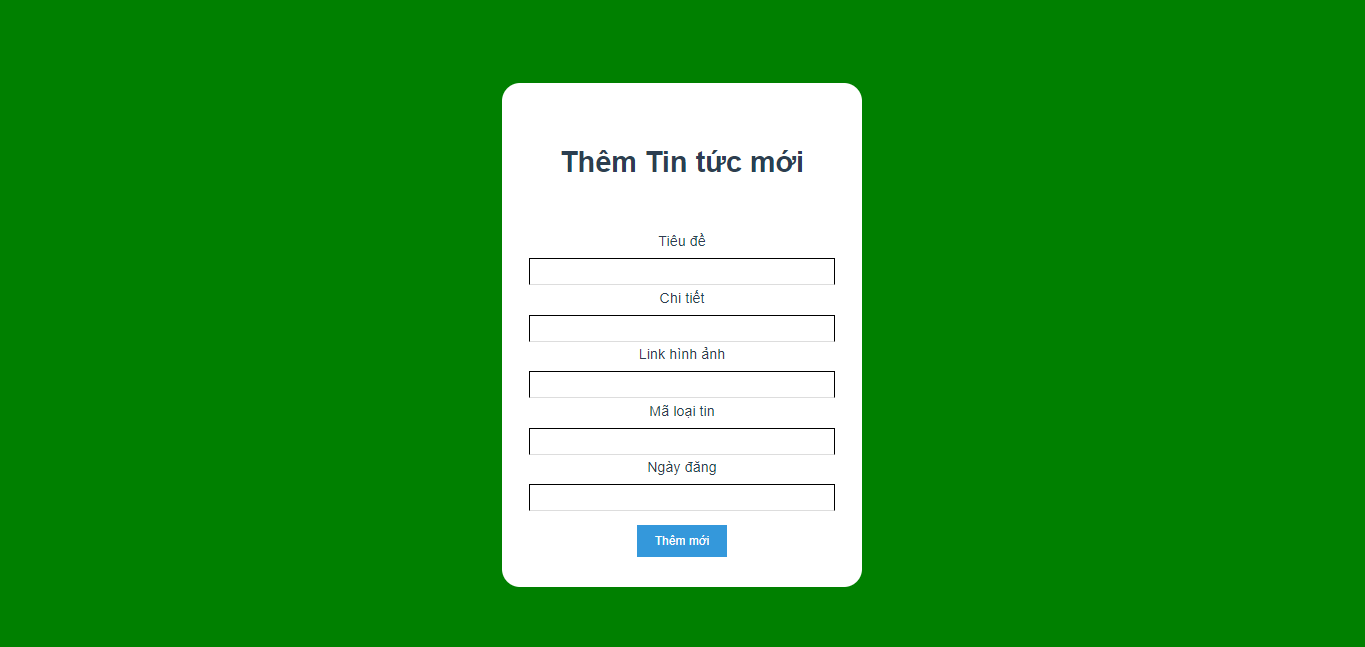 Thêm Tin tức mới
Tiêu đề
Chi tiết
Link hình ảnh
Mã loại tin
Ngày đăng
Thêm mới